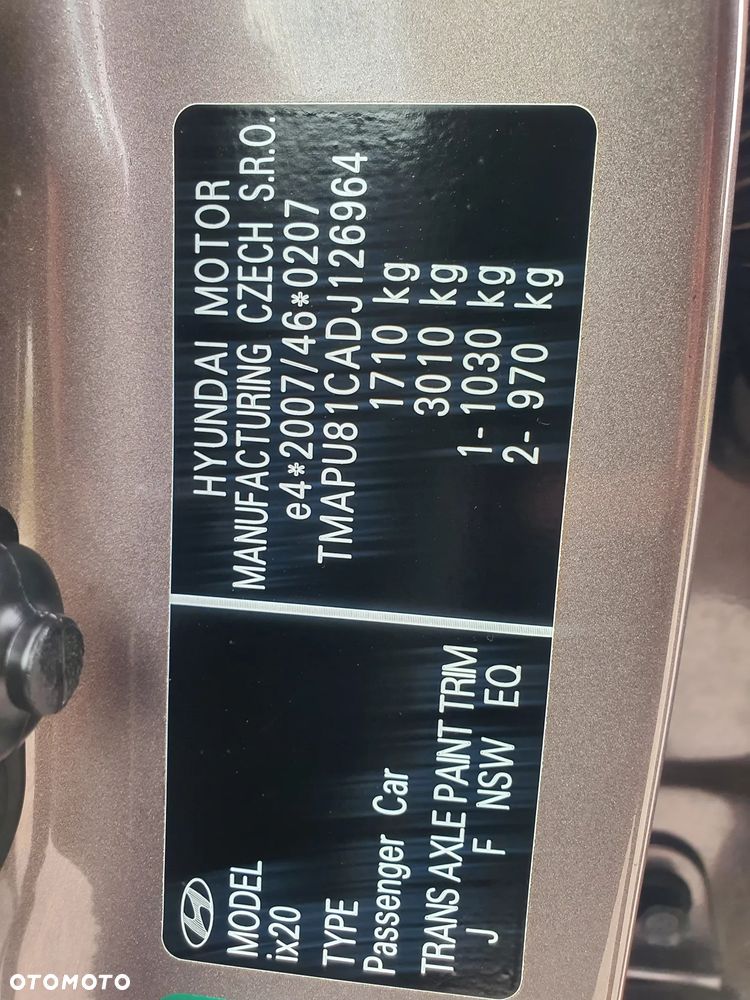 MODEL
ix20
TYPE
Passenger Car
TRANS AXLE PAINT TRIM
J F NSW EQ
HYUNDAI MOTOR
MANUFACTURING CZECH S.R.O.
e4*2007/46*0207
TMAPU81CADJ126964
1710 kg
3010 kg
1- 1030 kg
2- 970 kg
OTOMOTO